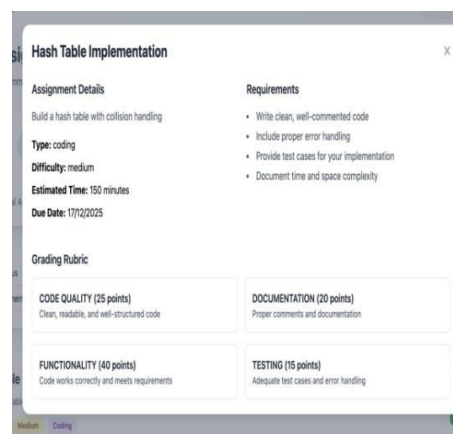 Hash Table Implementation
X
Assignment Details
Build a hash table with collision handling
Type: coding
Difficulty: medium
Estimated Time: 150 minutes
Due Date: 17/12/2025
Requirements
• Write clean, well-commented code
• Include proper error handling
• Provide test cases for your implementation
• Document time and space complexity
Grading Rubric
CODE QUALITY (25 points)
Clean, readable, and well-structured code
DOCUMENTATION (20 points)
Proper comments and documentation
FUNCTIONALITY (40 points)
Code works correctly and meets requirements
TESTING (15 points)
Adequate test cases and error handling
Medium
Coding